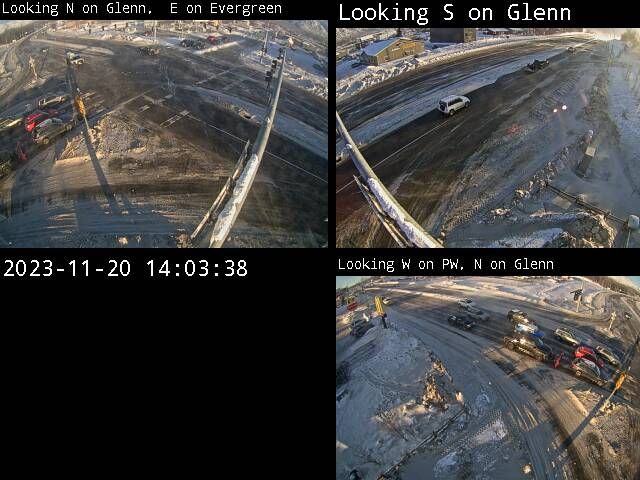 Looking N on Glenn, E on Evergreen
Looking S on Glenn
2023-11-20 14:03:38
Looking W on PW, N on Glenn